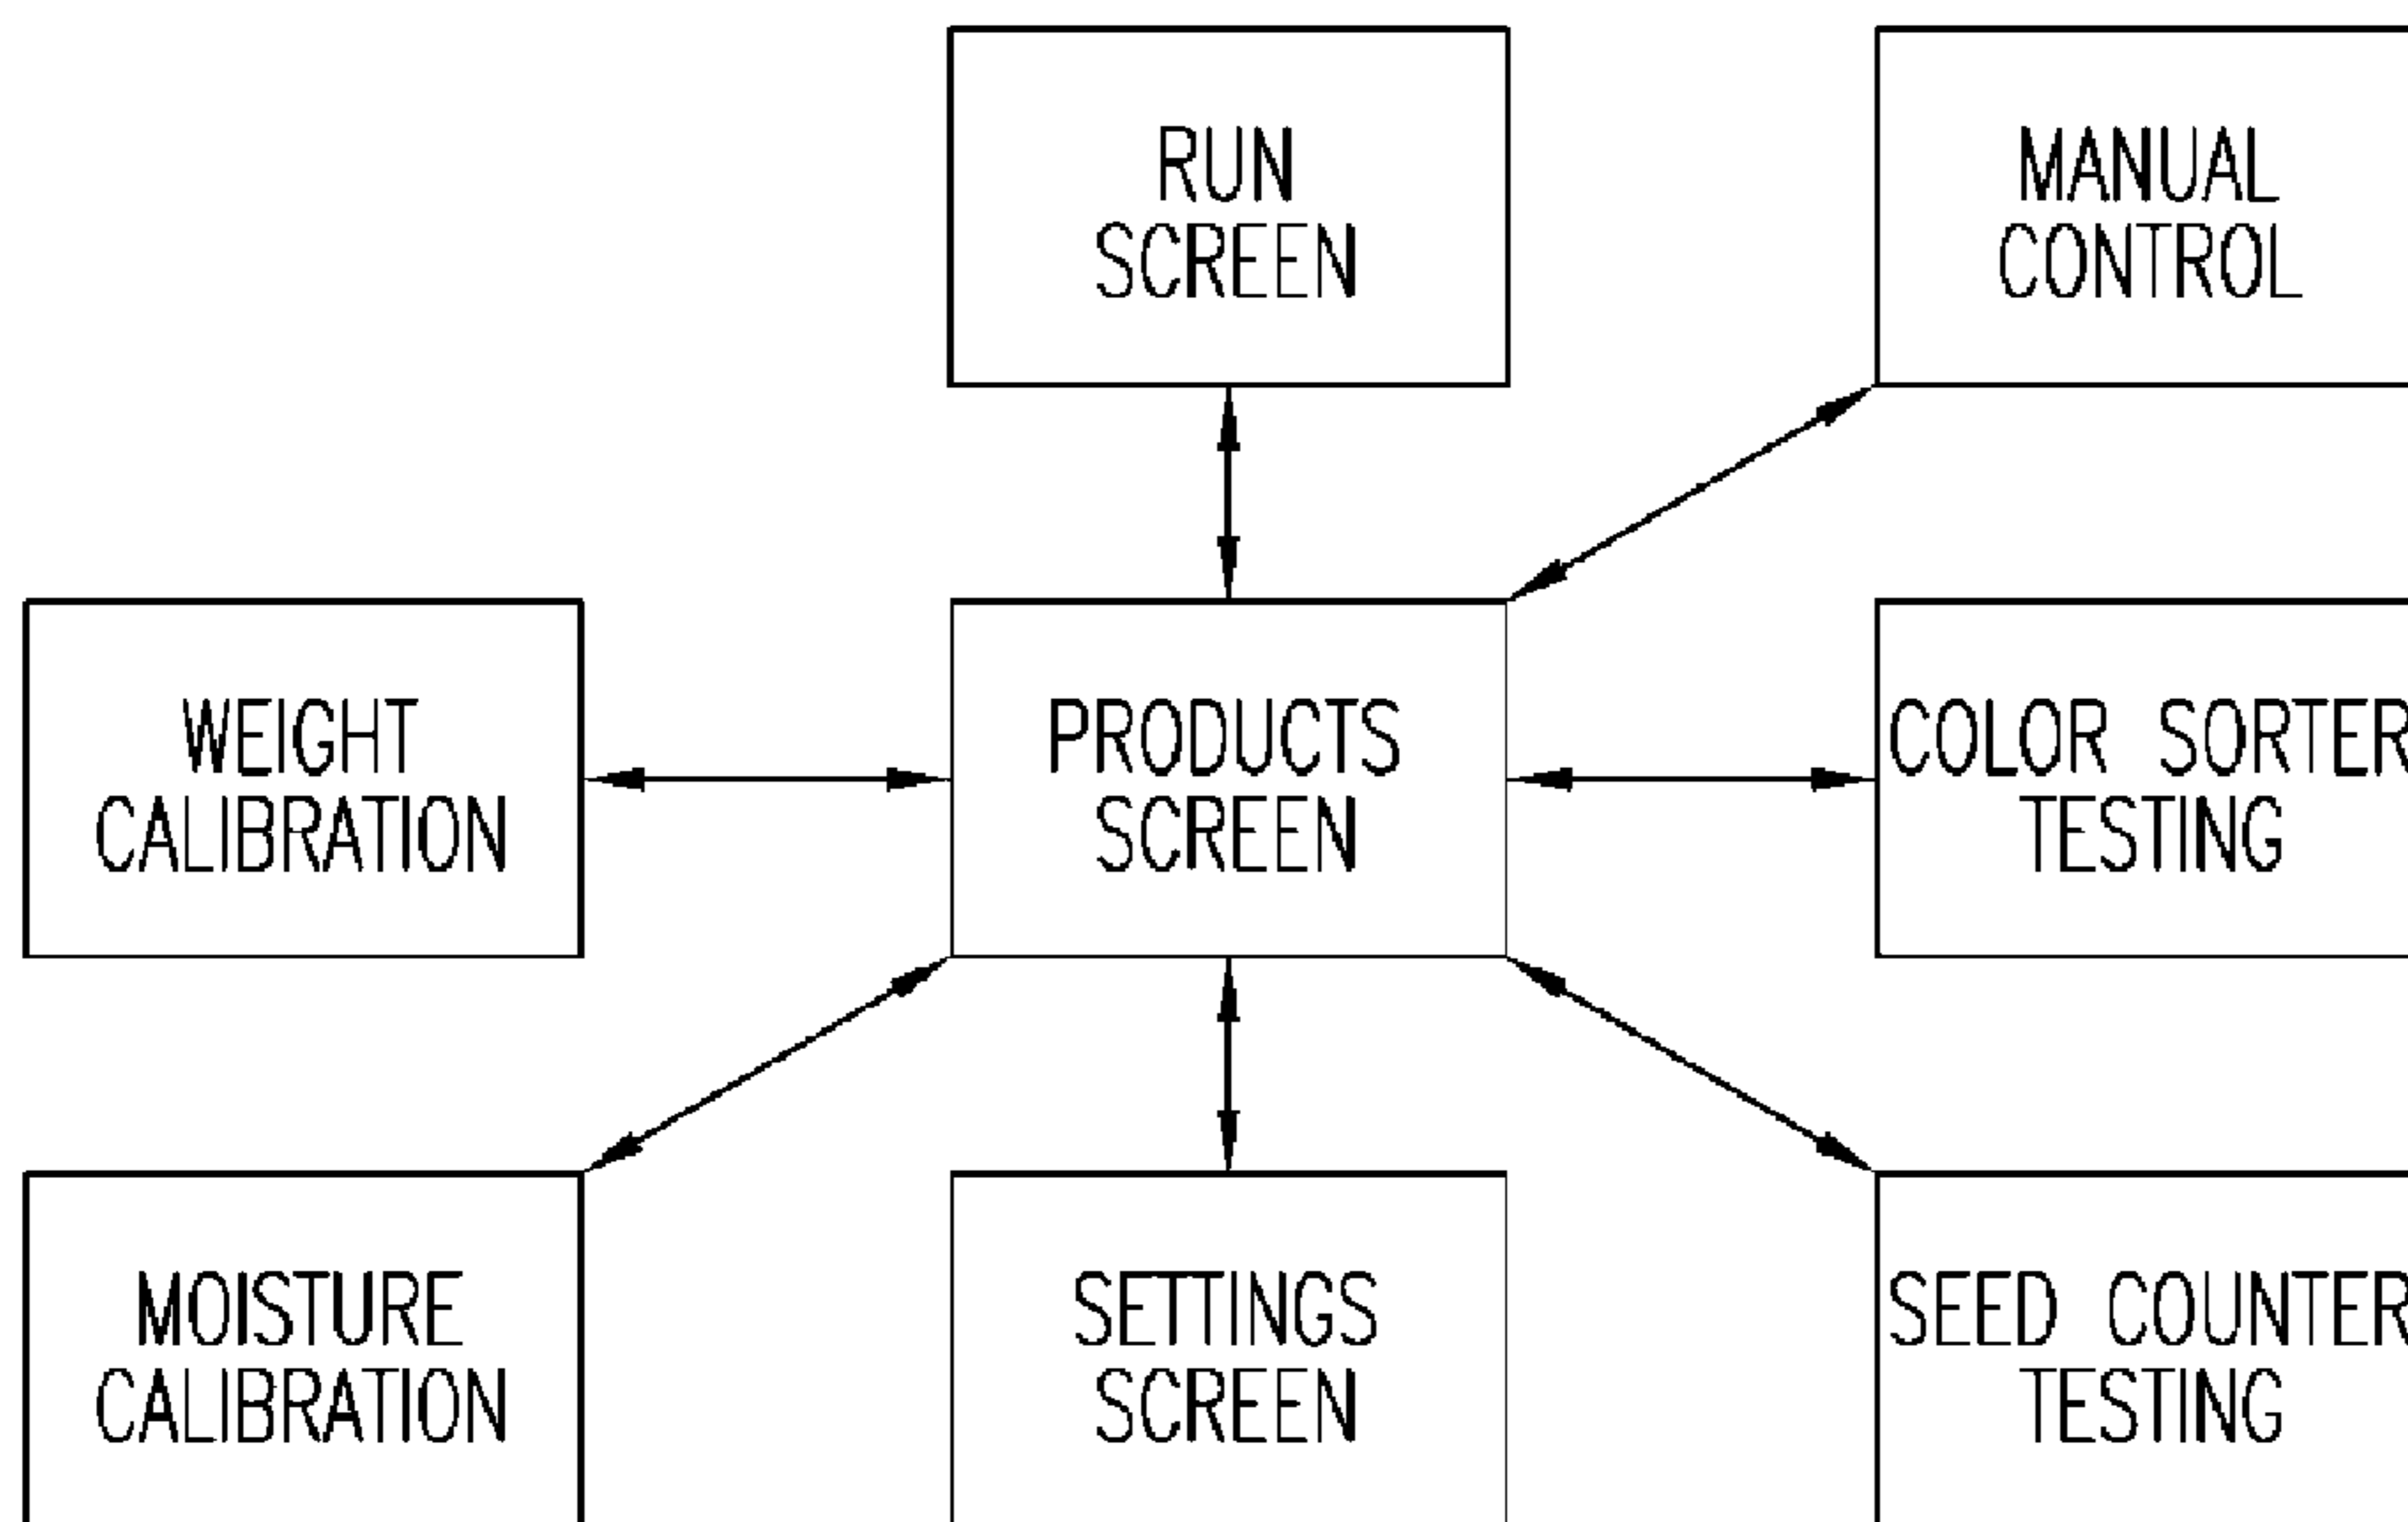 RUN
SCREEN
MANUAL
CONTROL
WEIGHT
CALIBRATION
PRODUCTS
SCREEN
COLOR SORTER
TESTING
MOISTURE
CALIBRATION
SETTINGS
SCREEN
SEED COUNTER
TESTING